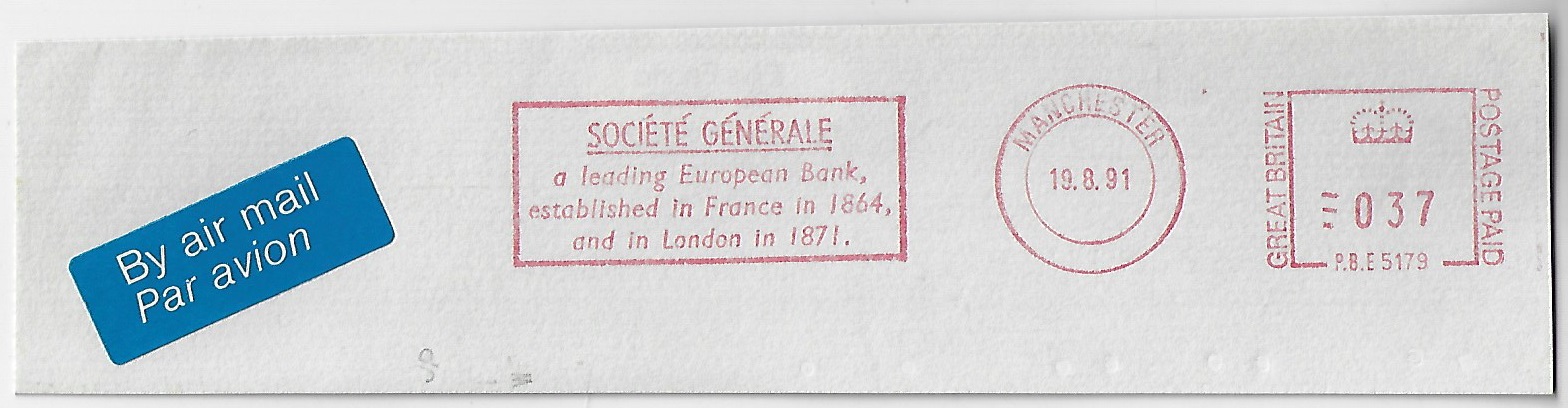 By air mail
Par avion
SOCIÉTÉ GÉNÉRALE
a leading European Bank,
established in France in 1864,
and in London in 1871.
MANCHESTER
19.8.91
GREAT BRITAIN
037
P.B.E 5179
POSTAGE PAID